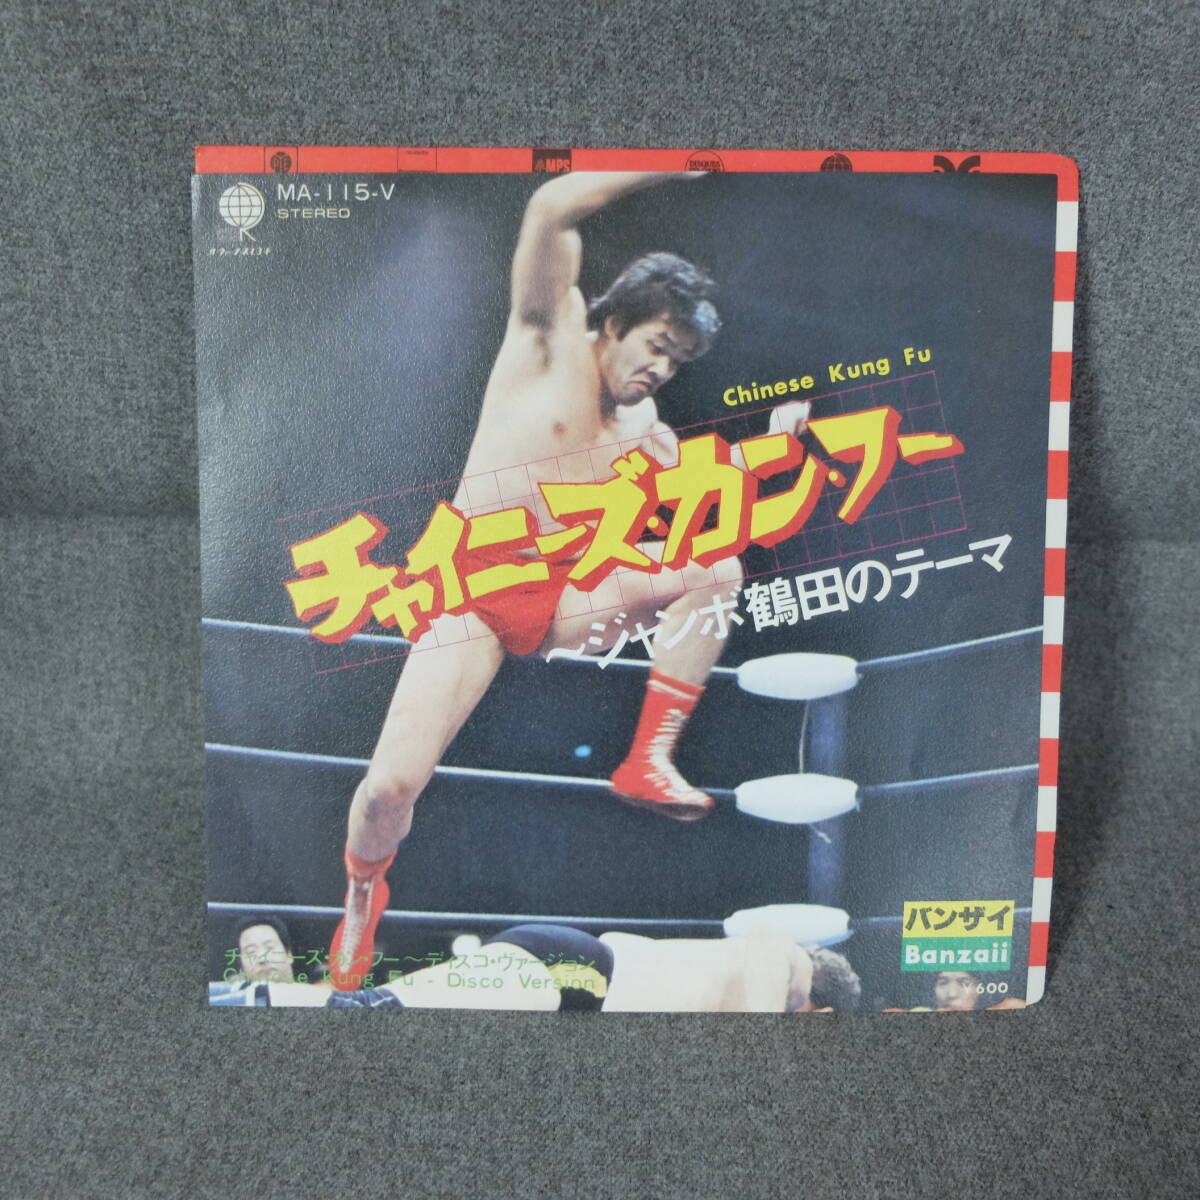 MPS
MA-115-V
STEREO
Chinese Kung Fu
チャイニーズ・カン・フー
〜ジャンボ鶴田のテーマ
バンザイ
Banzaii
チャイニーズ・カン・フー〜ディスコ・ヴァージョン
Chinese Kung Fu - Disco Version
¥600